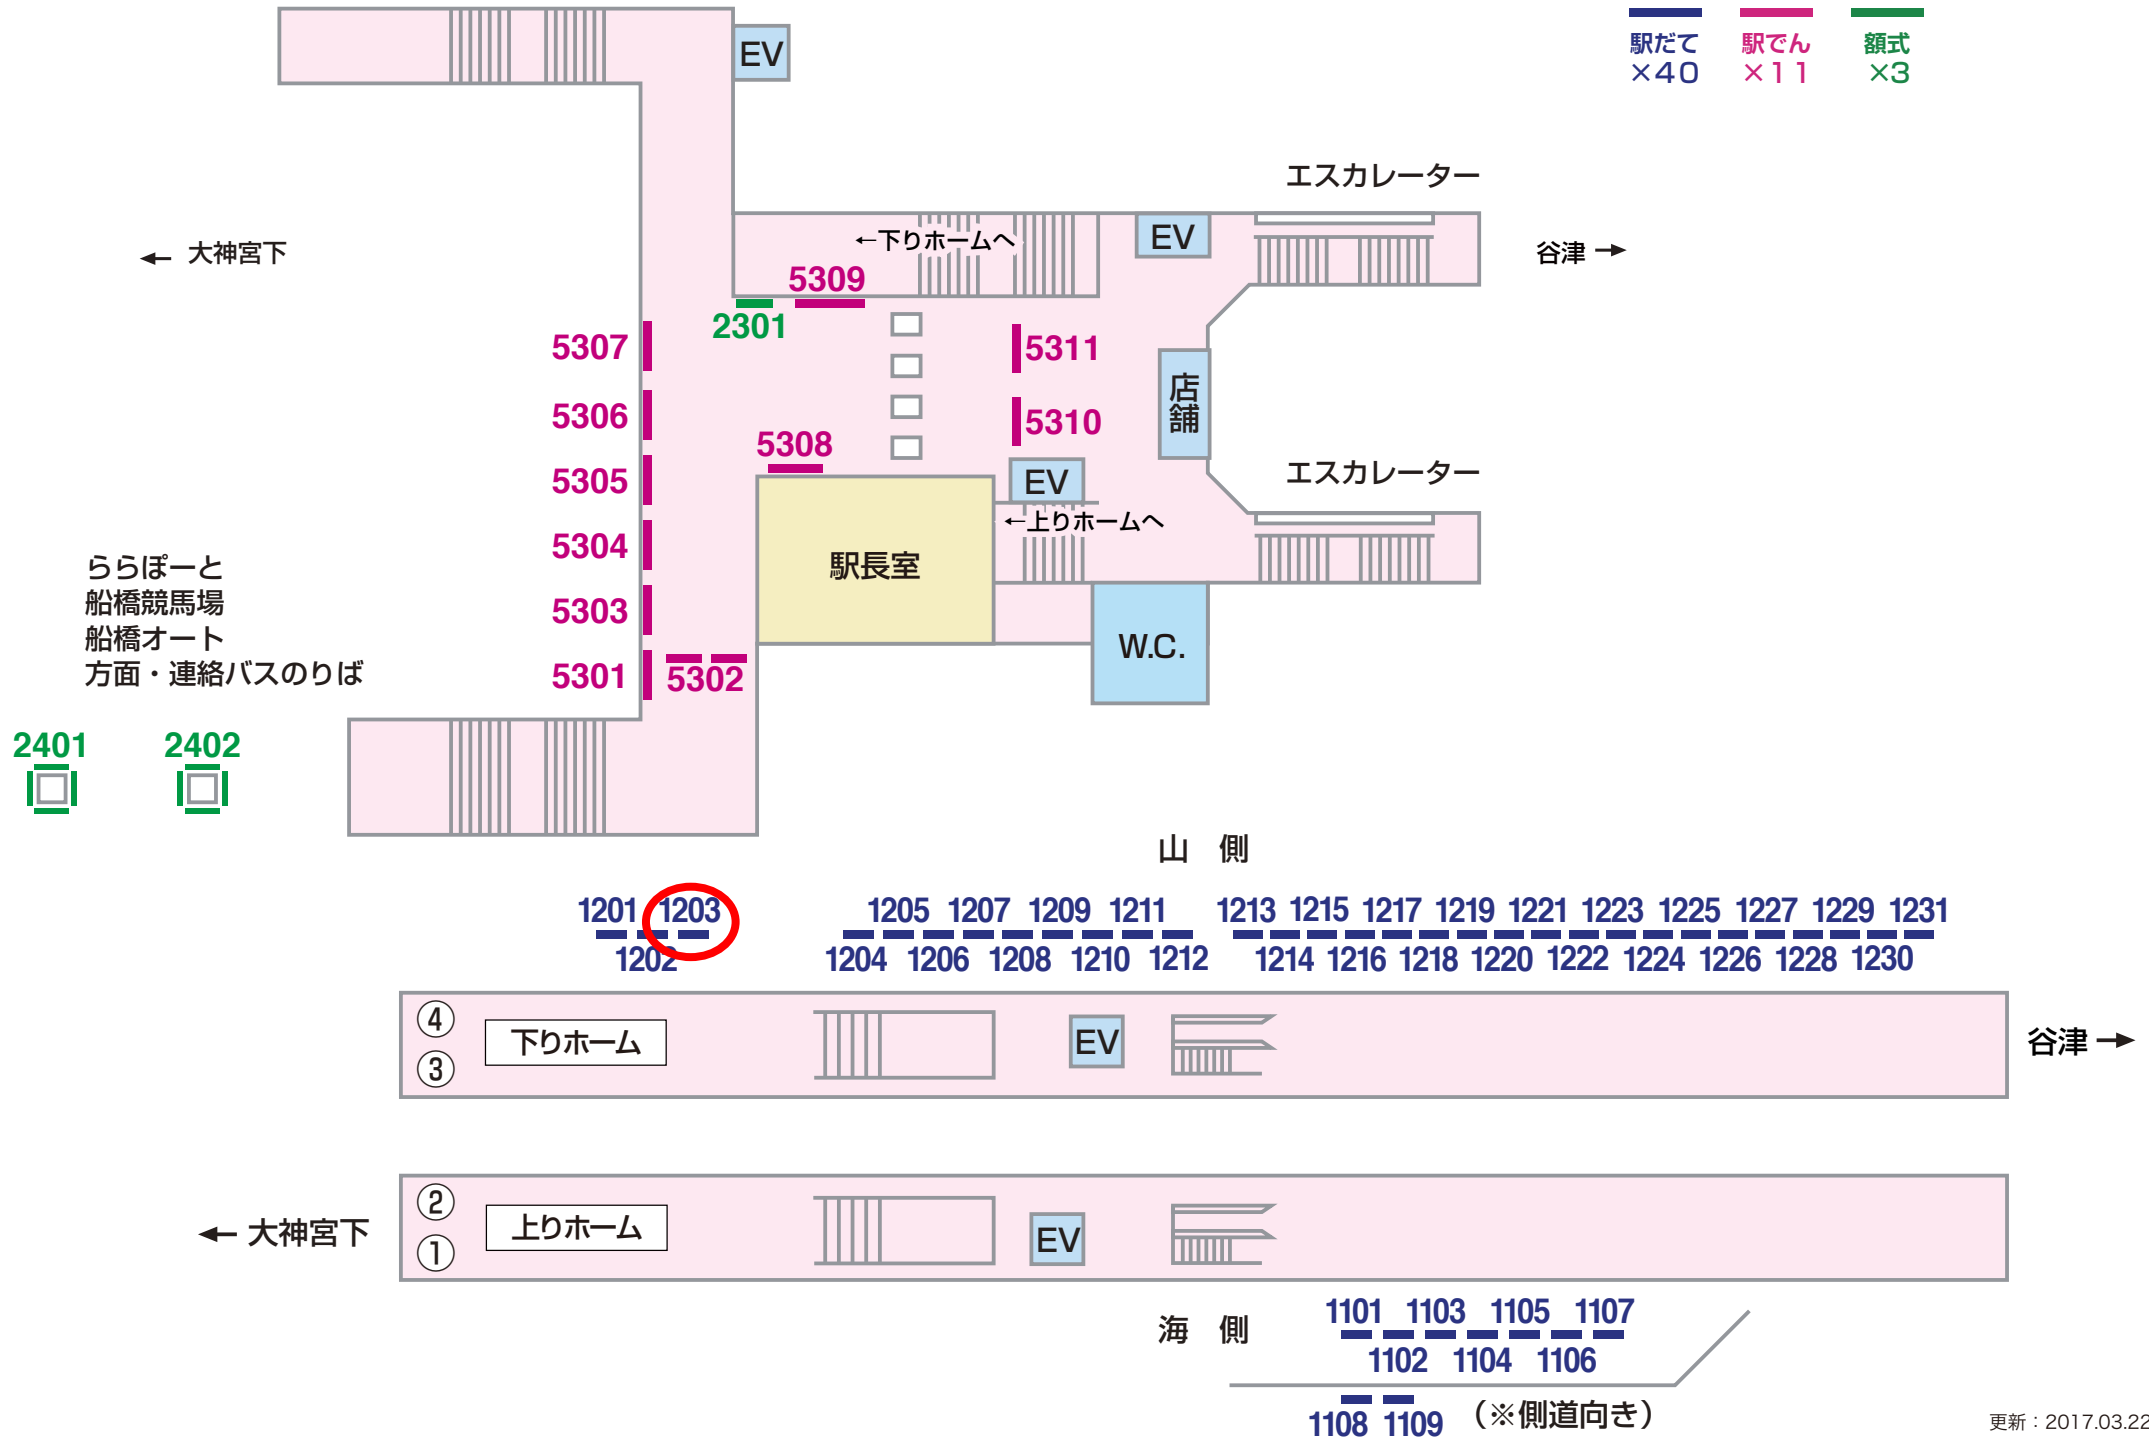 EV
駅だて 駅でん 額式
×40 ×11 ×3
エスカレーター
← 大神宮下
←下りホームへ
EV
谷津→
5309
2301
5307
5311
5306
5310
店舗
5308
5305
EV
エスカレーター
←上りホームへ
5304
駅長室
ららぽーと
船橋競馬場
船橋オート
方面・連絡バスのりば
5303
5301
5302
W.C.
2401 2402
山 側
1201 1203 1205 1207 1209 1211 1213 1215 1217 1219 1221 1223 1225 1227 1229 1231
1202 1204 1206 1208 1210 1212 1214 1216 1218 1220 1222 1224 1226 1228 1230
④
下りホーム
EV
谷津→
③
②
← 大神宮下
上りホーム
EV
①
海 側
1101 1103 1105 1107
1102 1104 1106
1108 1109
（※側道向き）
更新：2017.03.22